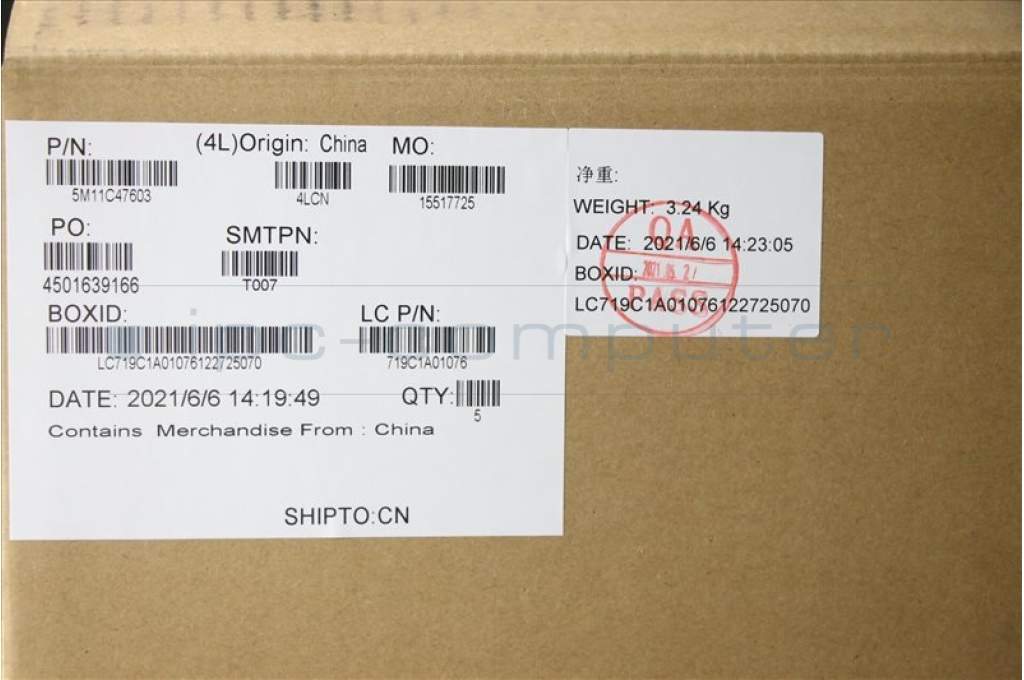 P/N: (4L)Origin: China MO:
5M11C47603 4LCN 15517725
PO: SMTPN:
4501639166 T007
BOXID: LC P/N:
LC719C1A01076122725070 719C1A01076
DATE: 2021/6/6 14:19:49 QTY:
5
Contains Merchandise From : China
SHIPTO:CN
净重:
WEIGHT: 3.24 Kg
DATE: 2021/6/6 14:23:05
BOXID:
LC719C1A01076122725070
QA
PASS
ipc-computer